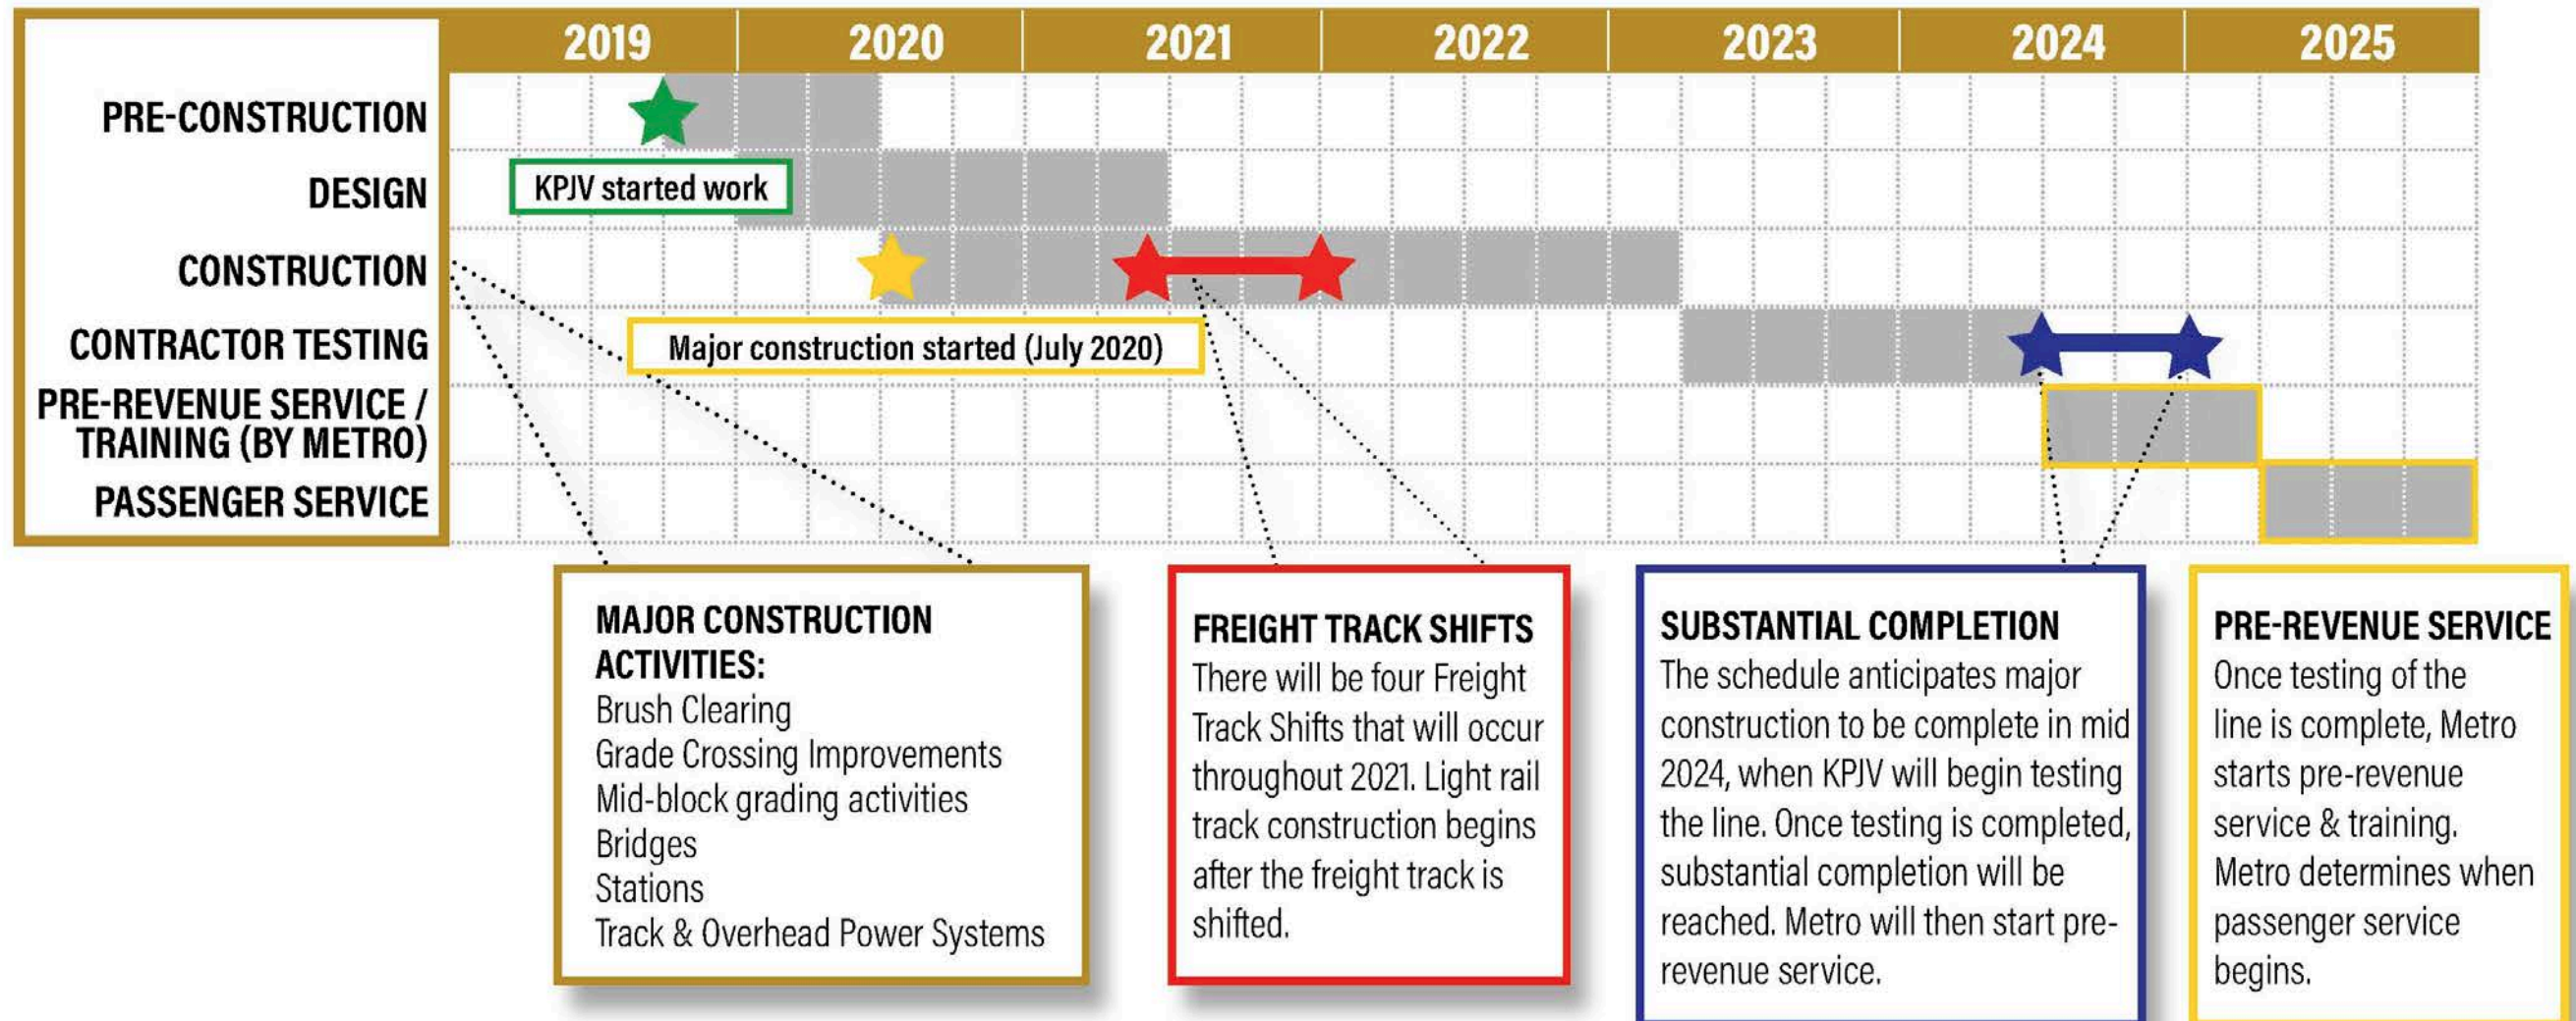 2019 2020 2021 2022 2023 2024 2025
PRE-CONSTRUCTION
DESIGN
KPJV started work
CONSTRUCTION
CONTRACTOR TESTING
Major construction started (July 2020)
PRE-REVENUE SERVICE /
TRAINING (BY METRO)
PASSENGER SERVICE
MAJOR CONSTRUCTION
ACTIVITIES:
Brush Clearing
Grade Crossing Improvements
Mid-block grading activities
Bridges
Stations
Track & Overhead Power Systems
FREIGHT TRACK SHIFTS
There will be four Freight
Track Shifts that will occur
throughout 2021. Light rail
track construction begins
after the freight track is
shifted.
SUBSTANTIAL COMPLETION
The schedule anticipates major
construction to be complete in mid
2024, when KPJV will begin testing
the line. Once testing is completed,
substantial completion will be
reached. Metro will then start pre-
revenue service.
PRE-REVENUE SERVICE
Once testing of the
line is complete, Metro
starts pre-revenue
service & training.
Metro determines when
passenger service
begins.